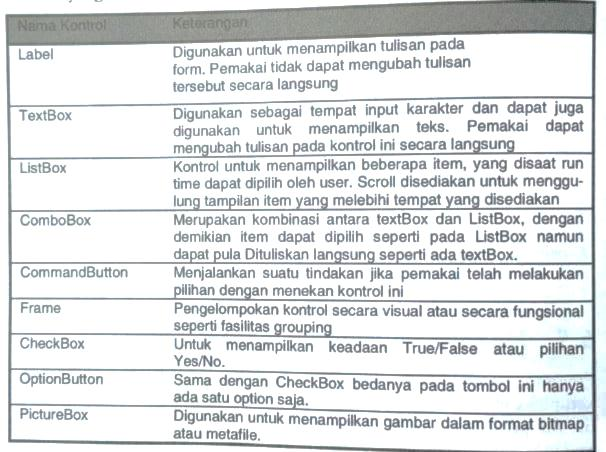 Nama Kontrol Keterangan
Label Digunakan untuk menampilkan tulisan pada
form. Pemakai tidak dapat mengubah tulisan
tersebut secara langsung
TextBox Digunakan sebagai tempat input karakter dan dapat juga
digunakan untuk menampilkan teks. Pemakai dapat
mengubah tulisan pada kontrol ini secara langsung
ListBox Kontrol untuk menampilkan beberapa item, yang disaat run
time dapat dipilih oleh user. Scroll disediakan untuk menggu-
lung tampilan item yang melebihi tempat yang disediakan
ComboBox Merupakan kombinasi antara textBox dan ListBox, dengan
demikian item dapat dipilih seperti pada ListBox namun
dapat pula Dituliskan langsung seperti ada textBox.
CommandButton Menjalankan suatu tindakan jika pemakai telah melakukan
pilihan dengan menekan kontrol ini
Frame Pengelompokan kontrol secara visual atau secara fungsional
seperti fasilitas grouping
CheckBox Untuk menampilkan keadaan True/False atau pilihan
Yes/No.
OptionButton Sama dengan CheckBox bedanya pada tombol ini hanya
ada satu option saja.
PictureBox Digunakan untuk menampilkan gambar dalam format bitmap
atau metafile.